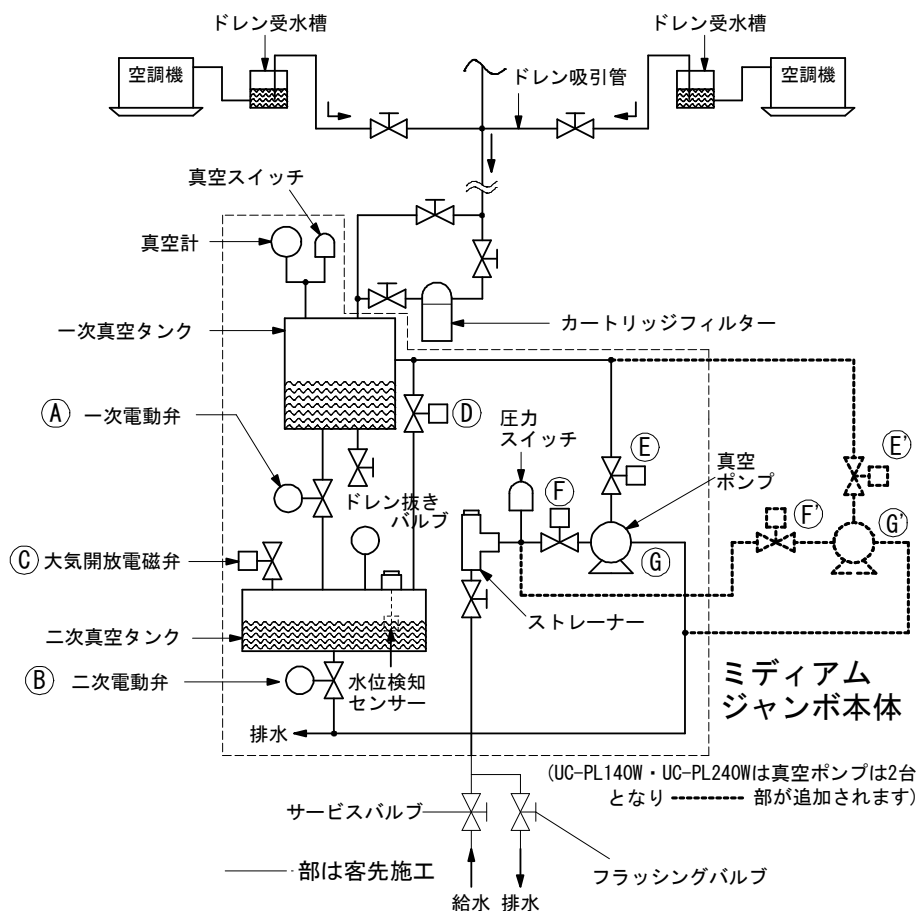 ドレン受水槽
ドレン受水槽
空調機
ドレン吸引管
空調機
真空スイッチ
真空計
カートリッジフィルター
一次真空タンク
Ⓐ 一次電動弁
Ⓓ
圧力
スイッチ
Ⓔ
真空
ポンプ
Ⓔ'
ドレン抜き
バルブ
Ⓕ
Ⓕ'
Ⓖ'
Ⓒ 大気開放電磁弁
Ⓖ
ストレーナー
二次真空タンク
Ⓑ 二次電動弁
水位検知
センサー
ミディアム
ジャンボ本体
排水
(UC-PL140W・UC-PL240Wは真空ポンプは2台
となり 部が追加されます)
サービスバルブ
フラッシングバルブ
部は客先施工
給水 排水